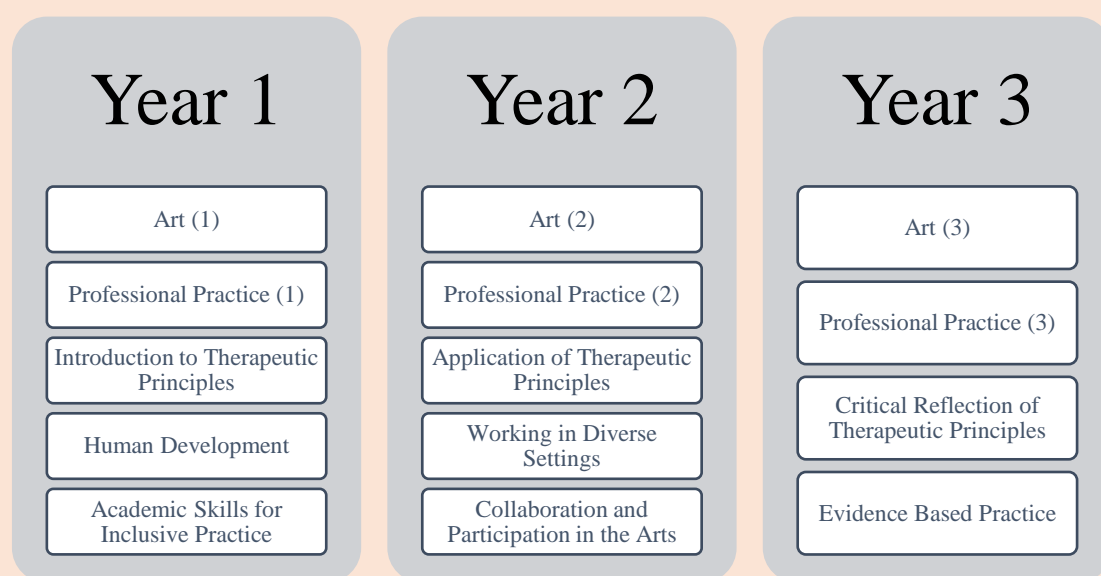 Year 1
Art (1)
Professional Practice (1)
Introduction to Therapeutic
Principles
Human Development
Academic Skills for
Inclusive Practice
Year 2
Art (2)
Professional Practice (2)
Application of Therapeutic
Principles
Working in Diverse
Settings
Collaboration and
Participation in the Arts
Year 3
Art (3)
Professional Practice (3)
Critical Reflection of
Therapeutic Principles
Evidence Based Practice